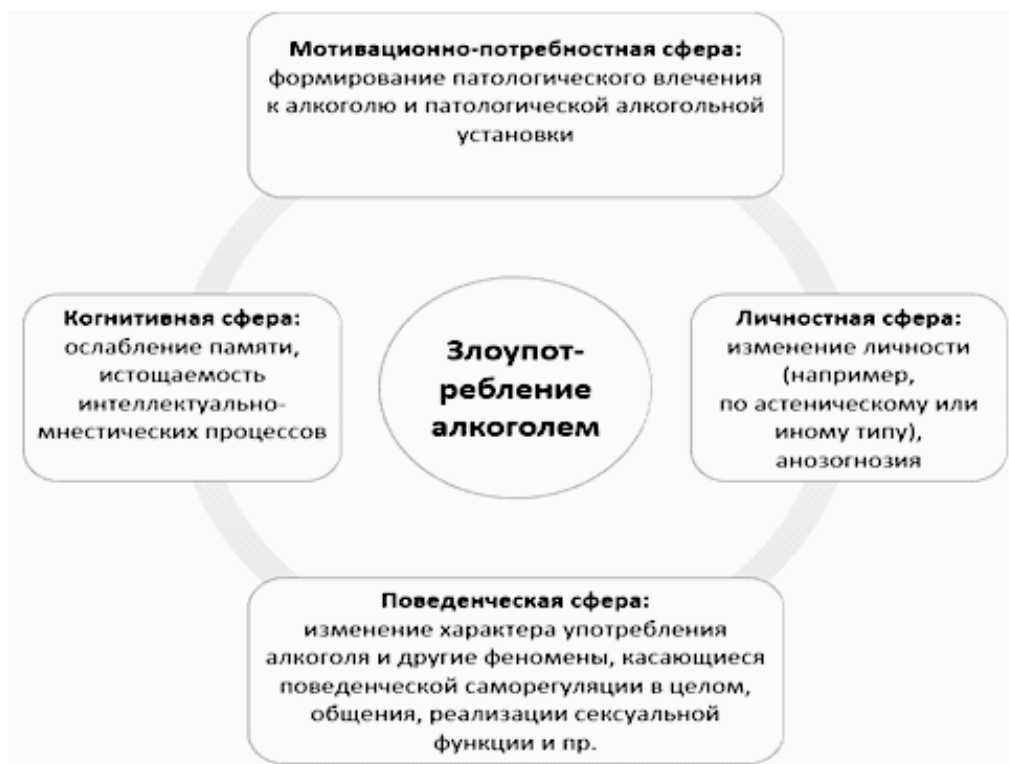 Мотивационно-потребностная сфера:
формирование патологического влечения
к алкоголю и патологической алкогольной
установки
Когнитивная сфера:
ослабление памяти,
истощаемость
интеллектуально-
мнестических процессов
Злоупот-
ребление
алкоголем
Личностная сфера:
изменение личности
(например,
по астеническому или
иному типу),
анозогнозия
Поведенческая сфера:
изменение характера употребления
алкоголя и другие феномены, касающиеся
поведенческой саморегуляции в целом,
общения, реализации сексуальной
функции и пр.